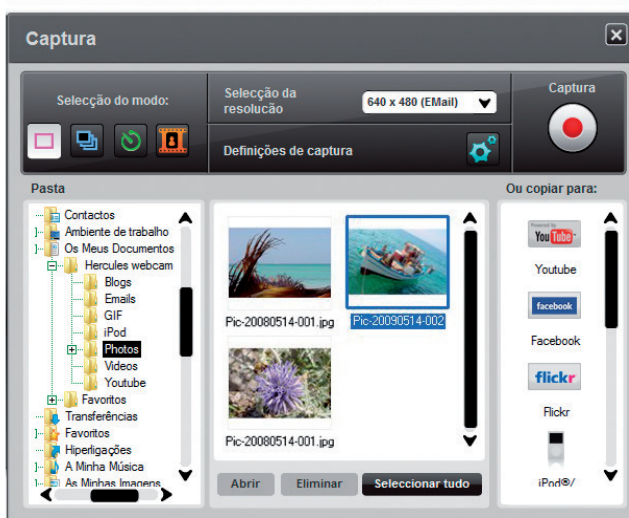 Captura
Selecção do modo:
Selecção da
resolucão
640 x 480 (EMail)
Definições de captura
Captura
Pasta
Contactos
Ambiente de trabalho
Os Meus Documentos
Hercules webcam
Blogs
Emails
GIF
iPod
Photos
Videos
Youtube
Favoritos
Transferências
Favoritos
Hiperligações
A Minha Música
As Minhas Imagens
Pic-20080514-001.jpg
Pic-20090514-002
Pic-20080514-001.jpg
Abrir
Eliminar
Seleccionar tudo
Ou copiar para:
Powered by
YouTube
Youtube
facebook
Facebook
flickr
Flickr
iPod®/